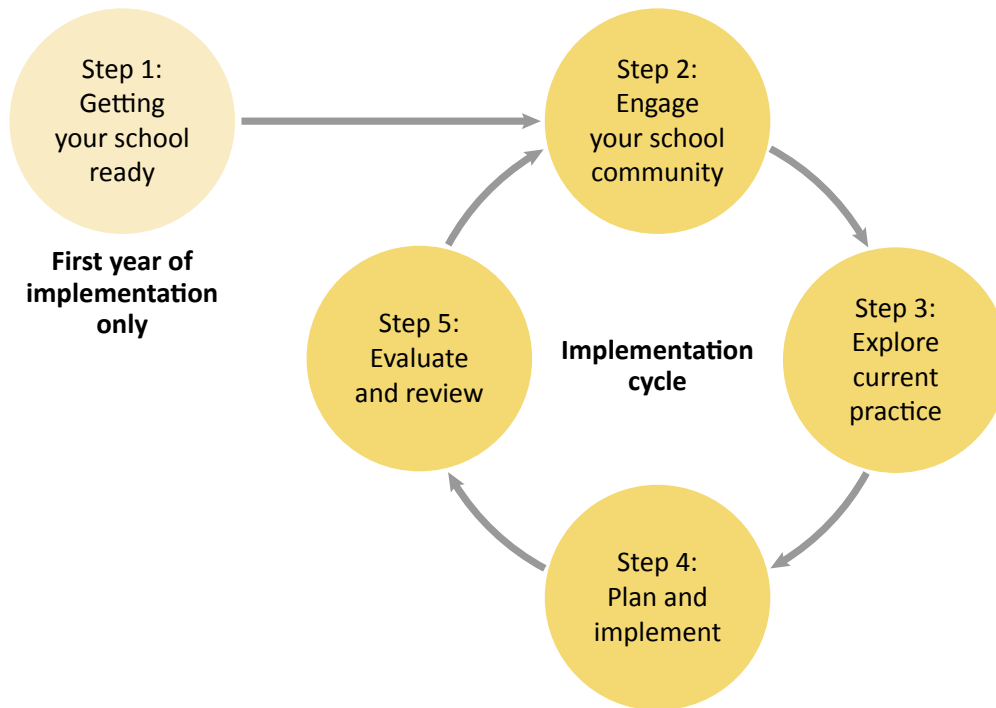 Step 1:
Getting
your school
ready
First year of
implementation
only
Step 2:
Engage
your school
community
Step 3:
Explore
current
practice
Step 4:
Plan and
implement
Step 5:
Evaluate
and review
Implementation
cycle